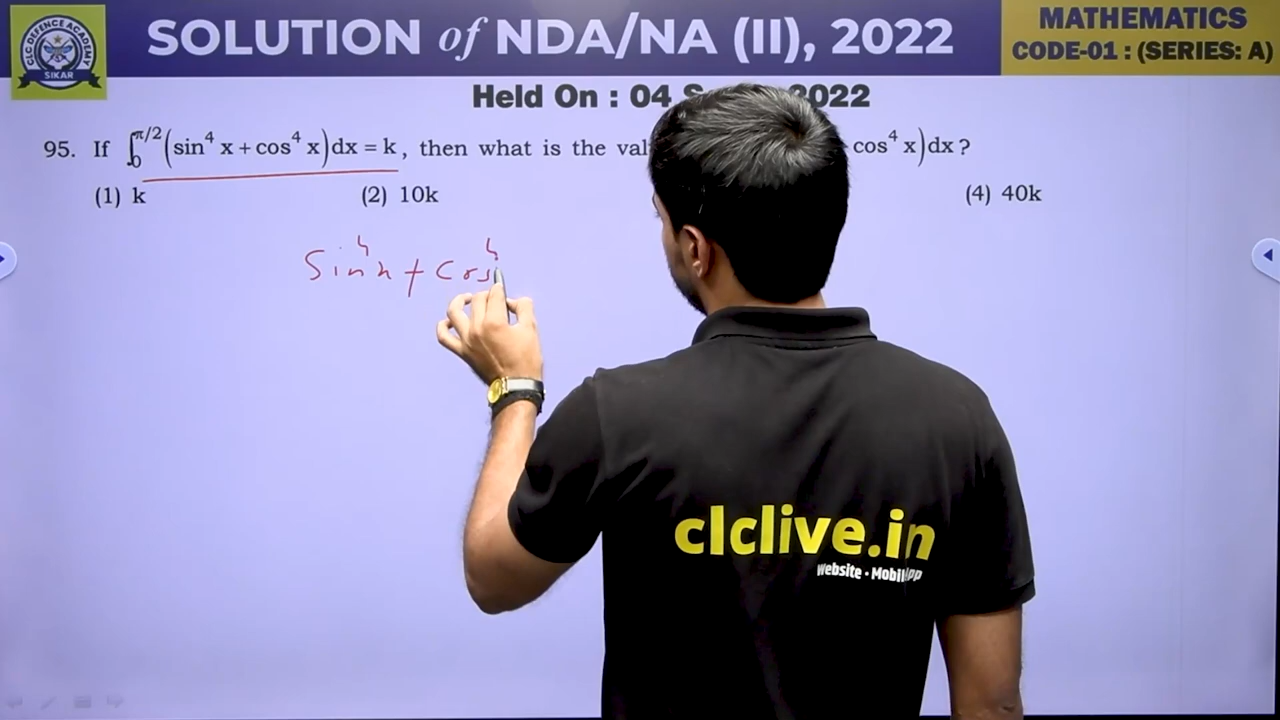 CLC DEFENCE ACADEMY
SIKAR
SOLUTION of NDA/NA (II), 2022
MATHEMATICS
CODE-01 : (SERIES: A)
Held On : 04 2022
95. If ∫₀^π/2 (sin⁴ x + cos⁴ x) dx = k, then what is the cos⁴ x) dx ?
(1) k (2) 10k (4) 40k
Sin⁴x + Cos⁴
clclive.in
Website • Mobile App